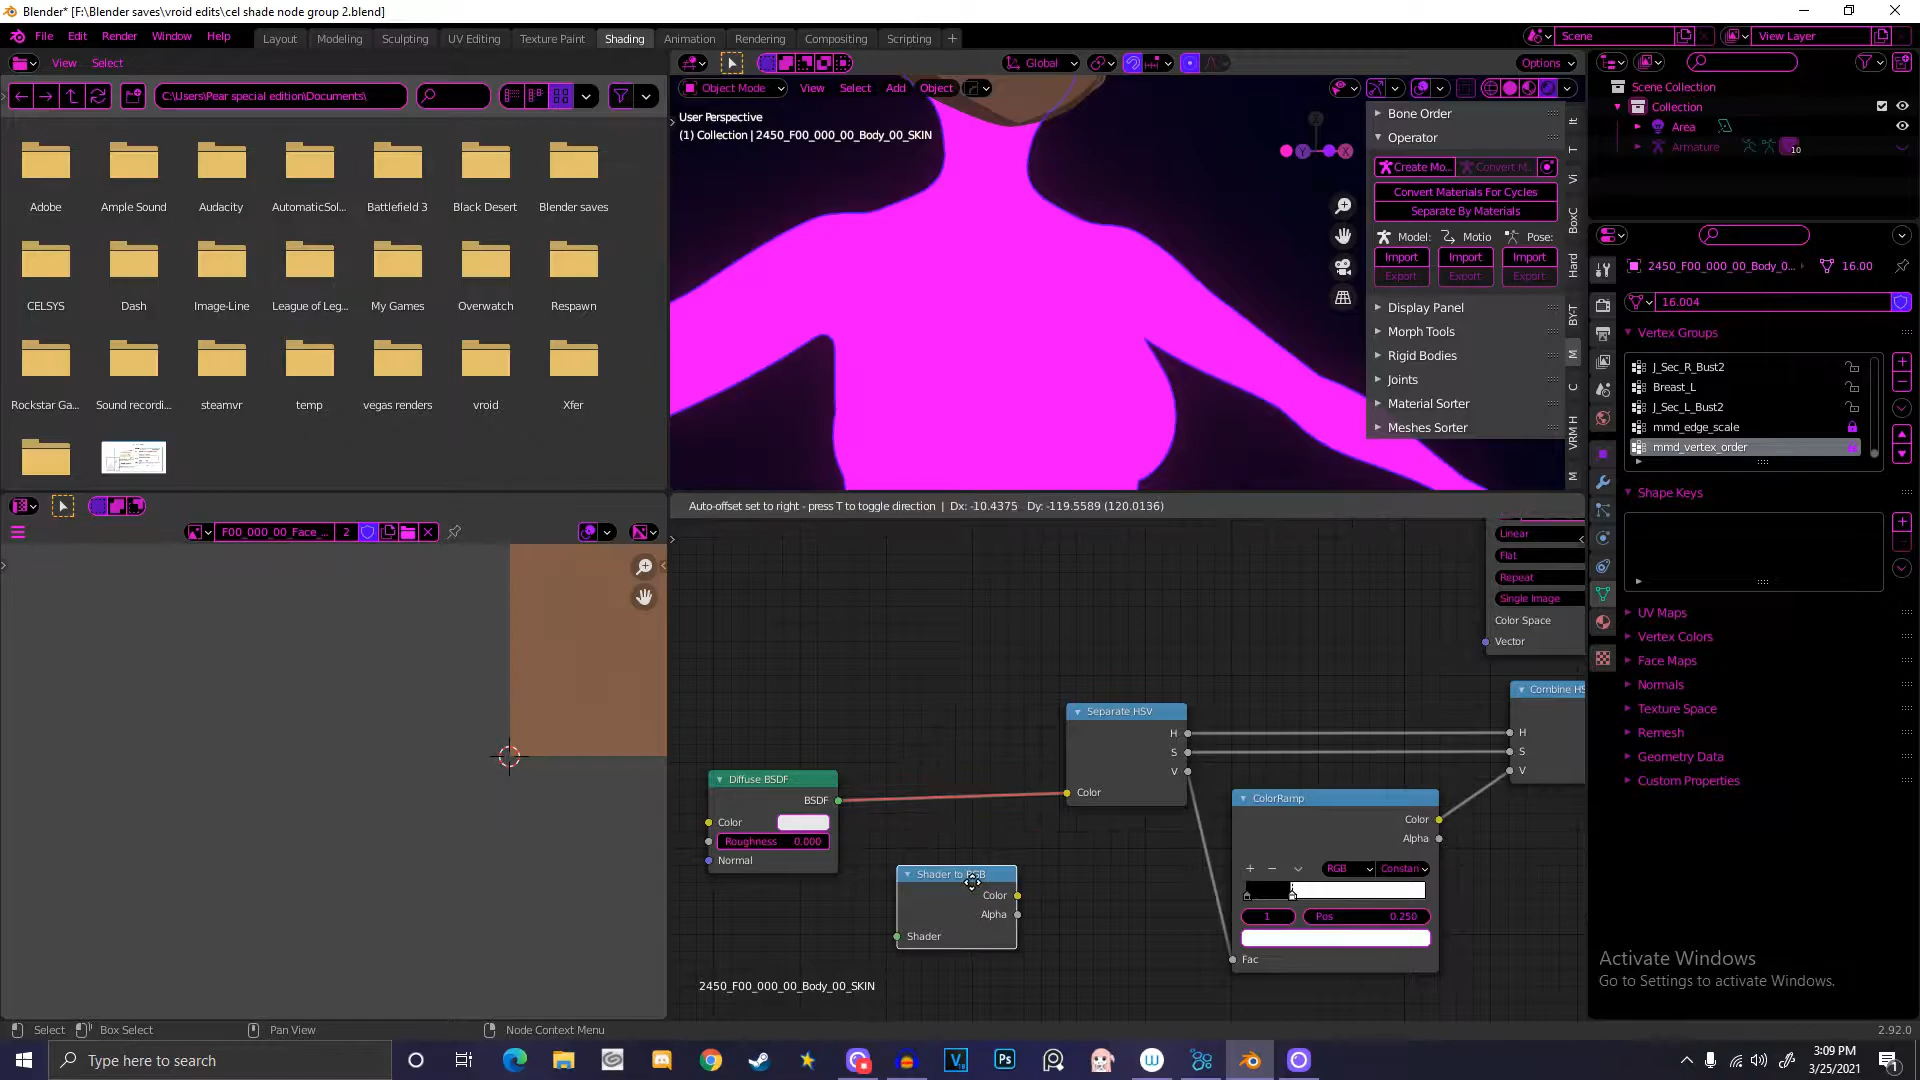 Blender* [F:\Blender saves\vroid edits\cel shade node group 2.blend]
File Edit Render Window Help
Layout Modeling Sculpting UV Editing Texture Paint Shading Animation Rendering Compositing Scripting +
Scene
View Layer
View Select
C:\Users\Pear special edition\Documents\
Adobe
Ample Sound
Audacity
AutomaticSol...
Battlefield 3
Black Desert
Blender saves
CELSYS
Dash
Image-Line
League of Leg...
My Games
Overwatch
Respawn
Rockstar Ga...
Sound recordi...
steamvr
temp
vegas renders
vroid
Xfer
Global
Options
Object Mode View Select Add Object
User Perspective
(1) Collection | 2450_F00_000_00_Body_00_SKIN
Bone Order
Operator
Create Mo...
Convert M...
Convert Materials For Cycles
Separate By Materials
Model:
Motio
Pose:
Import Import Import
Export Export Export
Display Panel
Morph Tools
Rigid Bodies
Joints
Material Sorter
Meshes Sorter
It
T
Vi
BoxC
Hard
BY-T
M
C
VRM H
M
Scene Collection
Collection
Area
Armature
10
2450_F00_000_00_Body_0...
16.00
16.004
Vertex Groups
J_Sec_R_Bust2
Breast_L
J_Sec_L_Bust2
mmd_edge_scale
mmd_vertex_order
Shape Keys
UV Maps
Vertex Colors
Face Maps
Normals
Texture Space
Remesh
Geometry Data
Custom Properties
F00_000_00_Face_...
2
Auto-offset set to right - press T to toggle direction | Dx: -10.4375 Dy: -119.5589 (120.0136)
Linear
Flat
Repeat
Single Image
Color Space
Vector
Diffuse BSDF
BSDF
Color
Roughness 0.000
Normal
Shader to RGB
Color
Alpha
Shader
Separate HSV
H
S
V
Color
ColorRamp
Color
Alpha
RGB
Constan
1
Pos 0.250
Fac
Combine HS
H
S
V
2450_F00_000_00_Body_00_SKIN
Activate Windows
Go to Settings to activate Windows.
Select
Box Select
Pan View
Node Context Menu
2.92.0
Type here to search
3:09 PM
3/25/2021